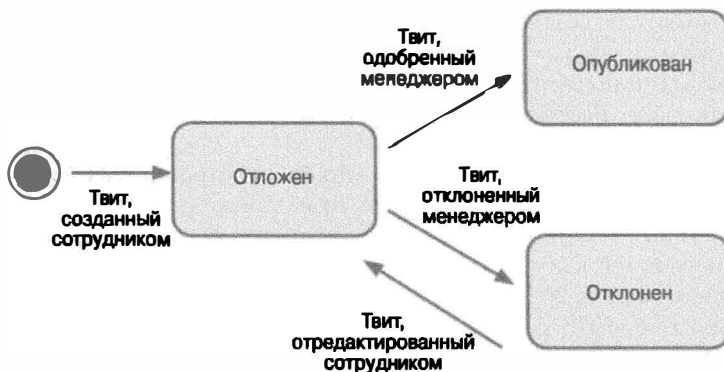 Твит,
одобренный
менеджером
Опубликован
Отложен
Твит,
созданный
сотрудником
Твит,
отклоненный
менеджером
Отклонен
Твит,
отредактированный
сотрудником